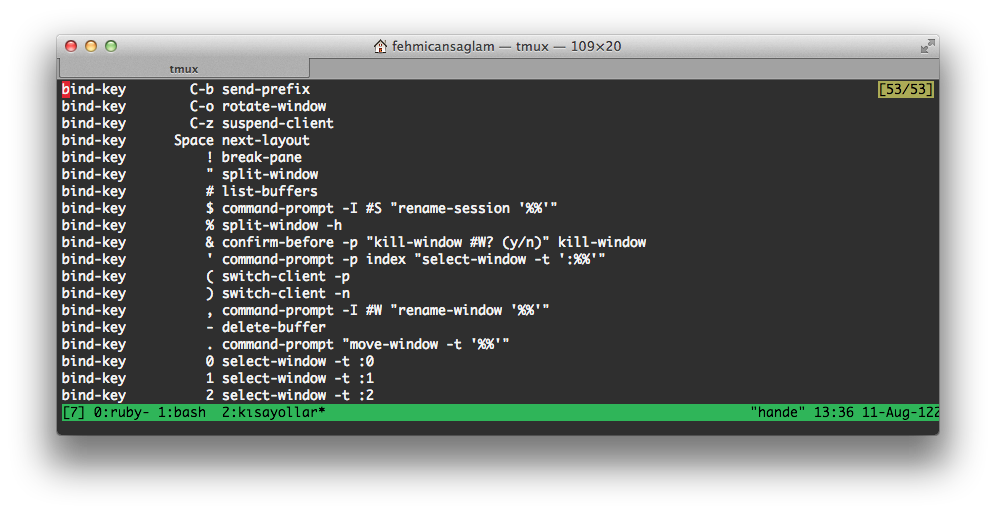 fehmicansaglam — tmux — 109×20
tmux
bind-key        C-b send-prefix [53/53]
bind-key        C-o rotate-window
bind-key        C-z suspend-client
bind-key      Space next-layout
bind-key          ! break-pane
bind-key          " split-window
bind-key          # list-buffers
bind-key          $ command-prompt -I #S "rename-session '%%'"
bind-key          % split-window -h
bind-key          & confirm-before -p "kill-window #W? (y/n)" kill-window
bind-key          ' command-prompt -p index "select-window -t ':%%'"
bind-key          ( switch-client -p
bind-key          ) switch-client -n
bind-key          , command-prompt -I #W "rename-window '%%'"
bind-key          - delete-buffer
bind-key          . command-prompt "move-window -t '%%'"
bind-key          0 select-window -t :0
bind-key          1 select-window -t :1
bind-key          2 select-window -t :2
[7] 0:ruby- 1:bash  2:kısayollar* "hande" 13:36 11-Aug-122